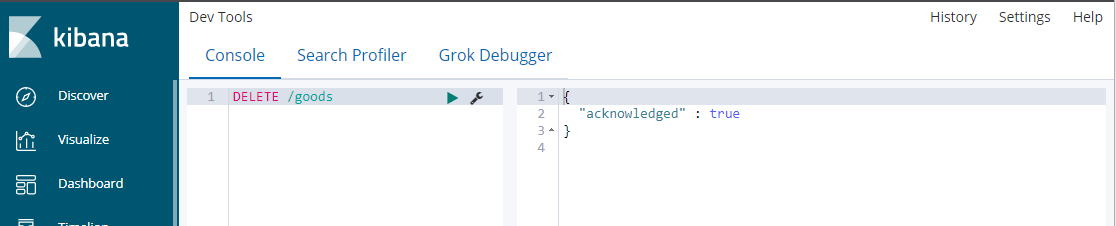 kibana
Discover
Visualize
Dashboard
Timelion
Dev Tools
History Settings Help
Console Search Profiler Grok Debugger
1 DELETE /goods
1 {
2 "acknowledged" : true
3 }
4